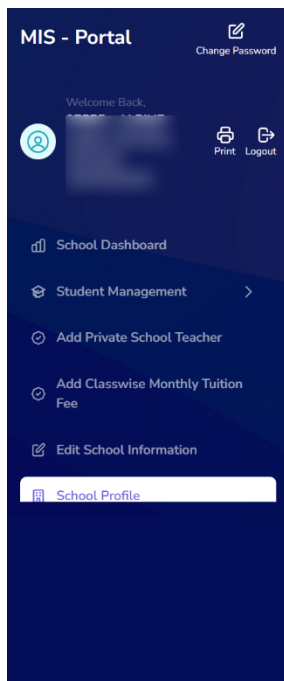 MIS - Portal
Change Password
Welcome Back,
Print Logout
School Dashboard
Student Management
Add Private School Teacher
Add Classwise Monthly Tuition
Fee
Edit School Information
School Profile